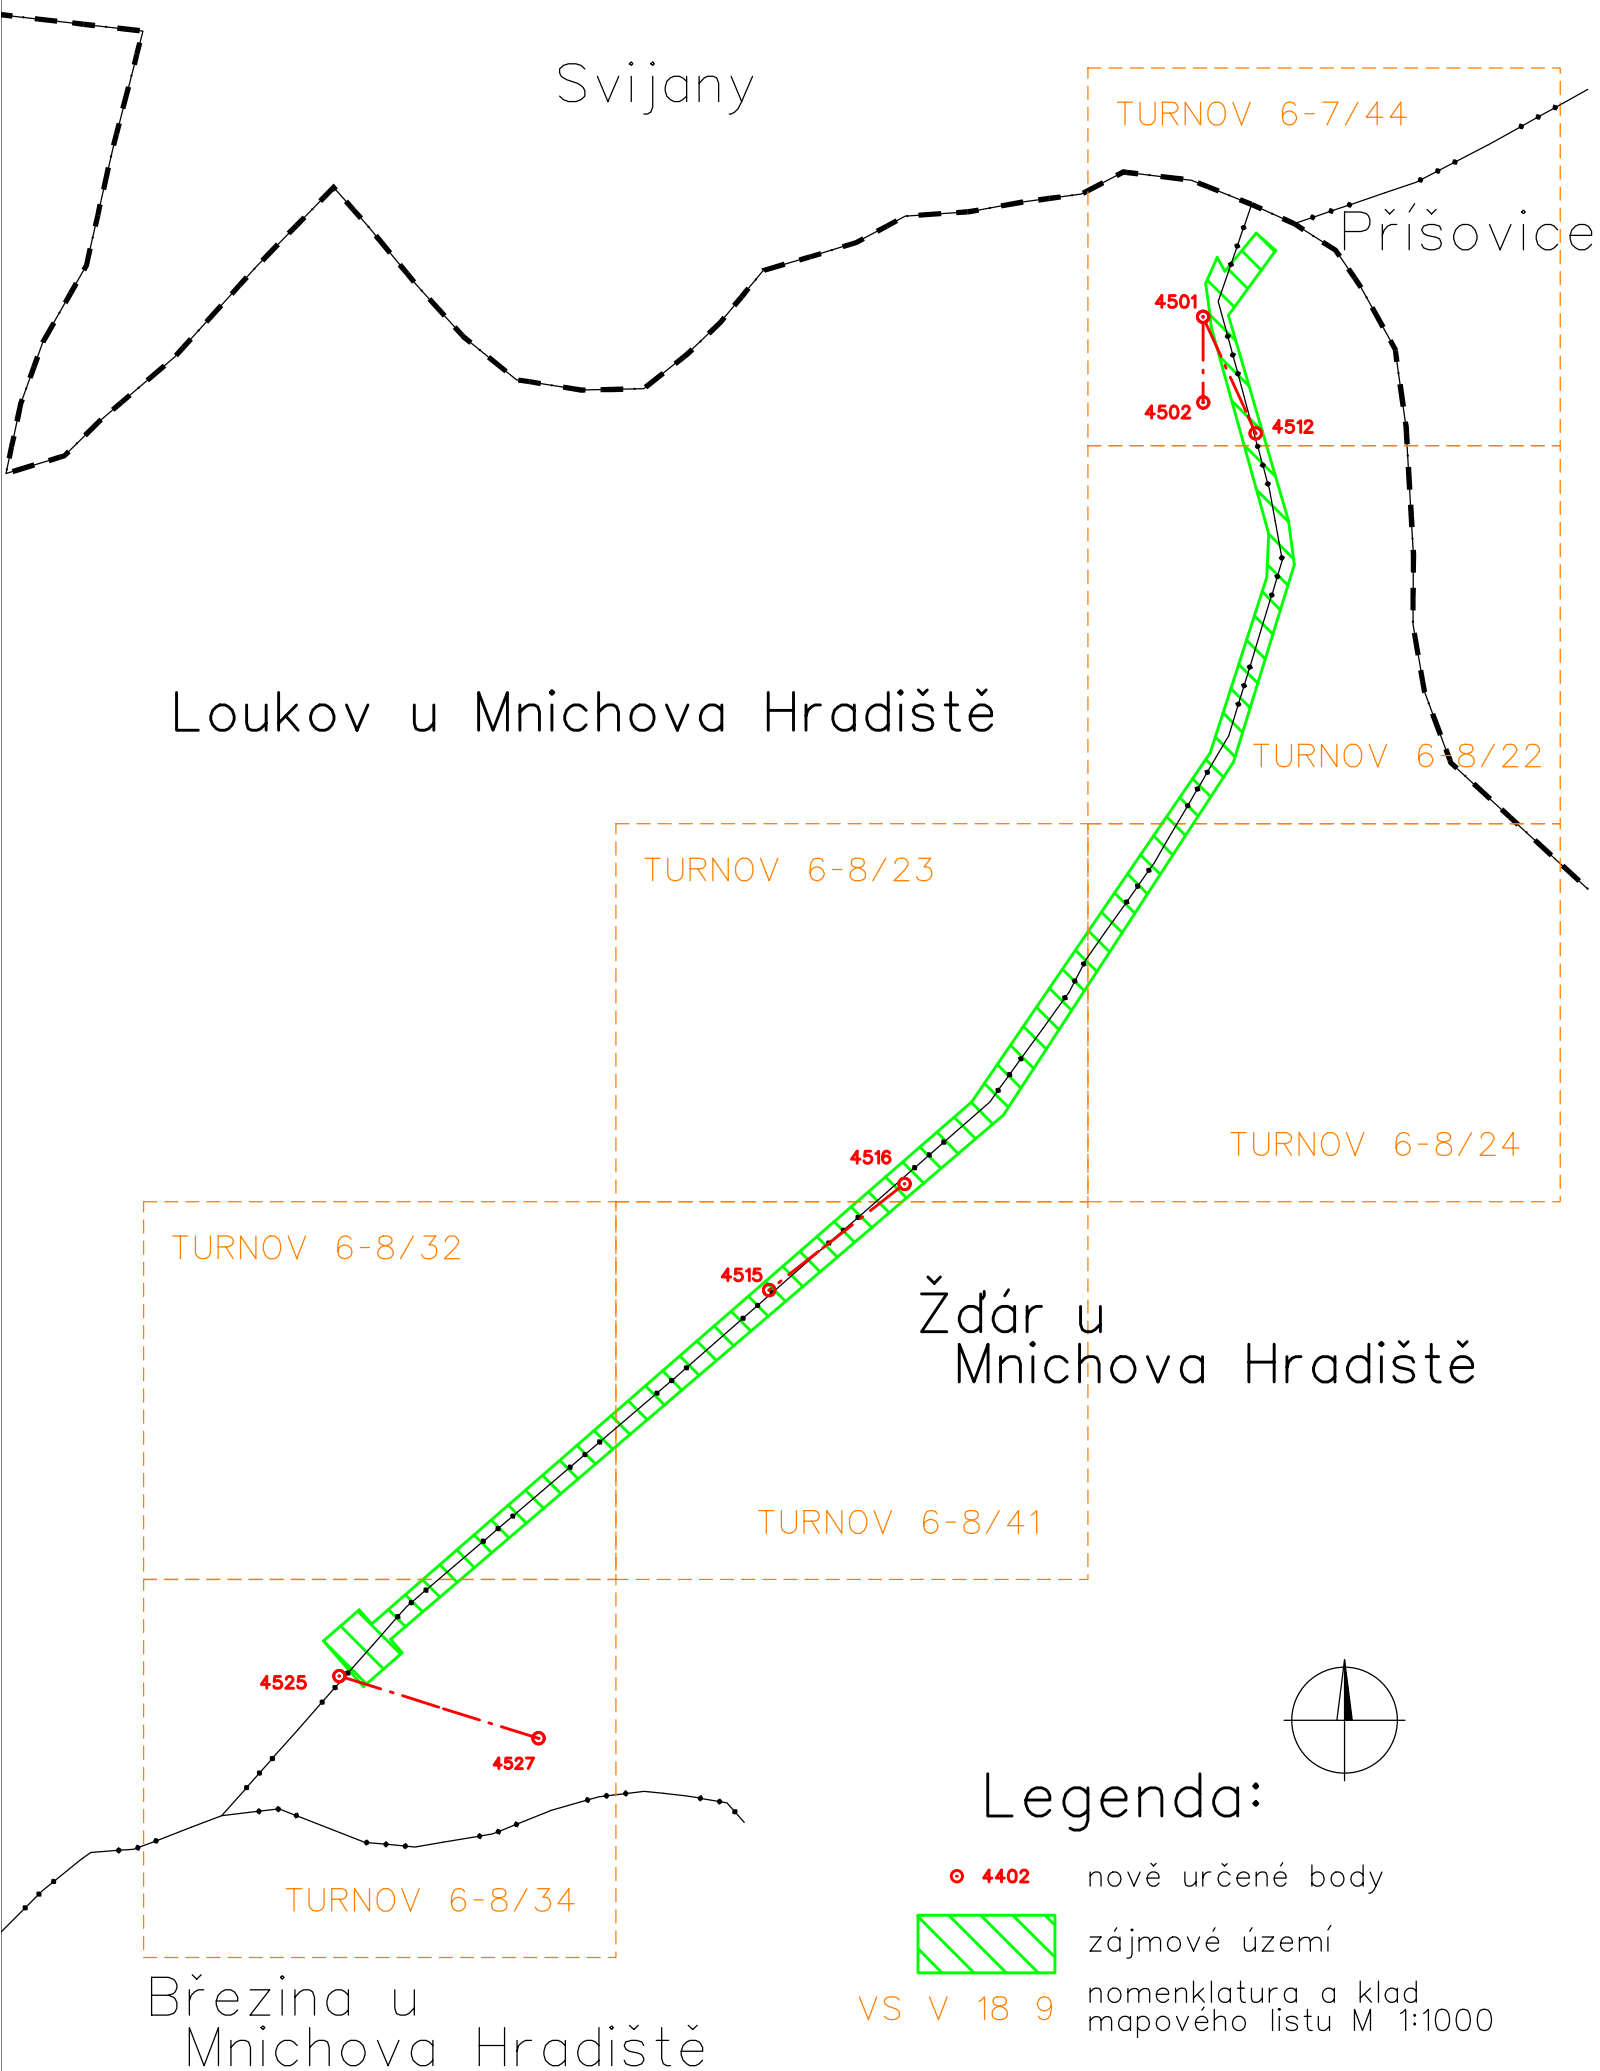 Svijany
TURNOV 6-7/44
Příšovice
4501
4502
4512
Loukov u Mnichova Hradiště
TURNOV 6-8/22
TURNOV 6-8/23
TURNOV 6-8/24
4516
TURNOV 6-8/32
4515
Žďár u
Mnichova Hradiště
TURNOV 6-8/41
4525
4527
Legenda:
4402 nově určené body
TURNOV 6-8/34
zájmové území
Březina u
Mnichova Hradiště
VS V 18 9 nomenklatura a klad
mapového listu M 1:1000